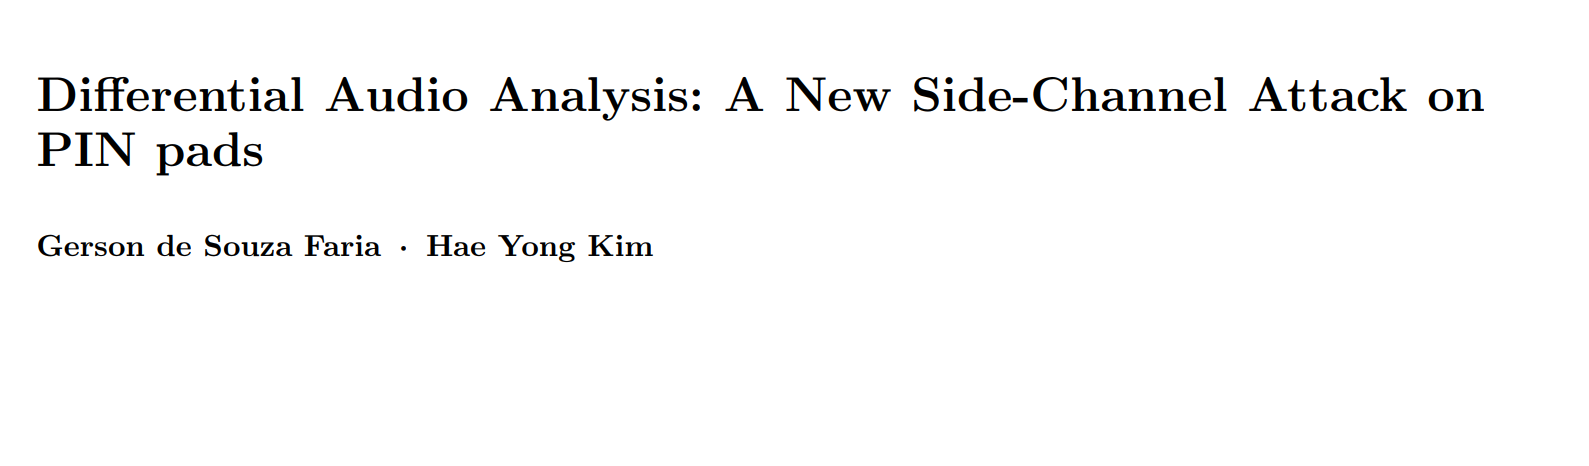 Differential Audio Analysis: A New Side-Channel Attack on
PIN pads
Gerson de Souza Faria · Hae Yong Kim